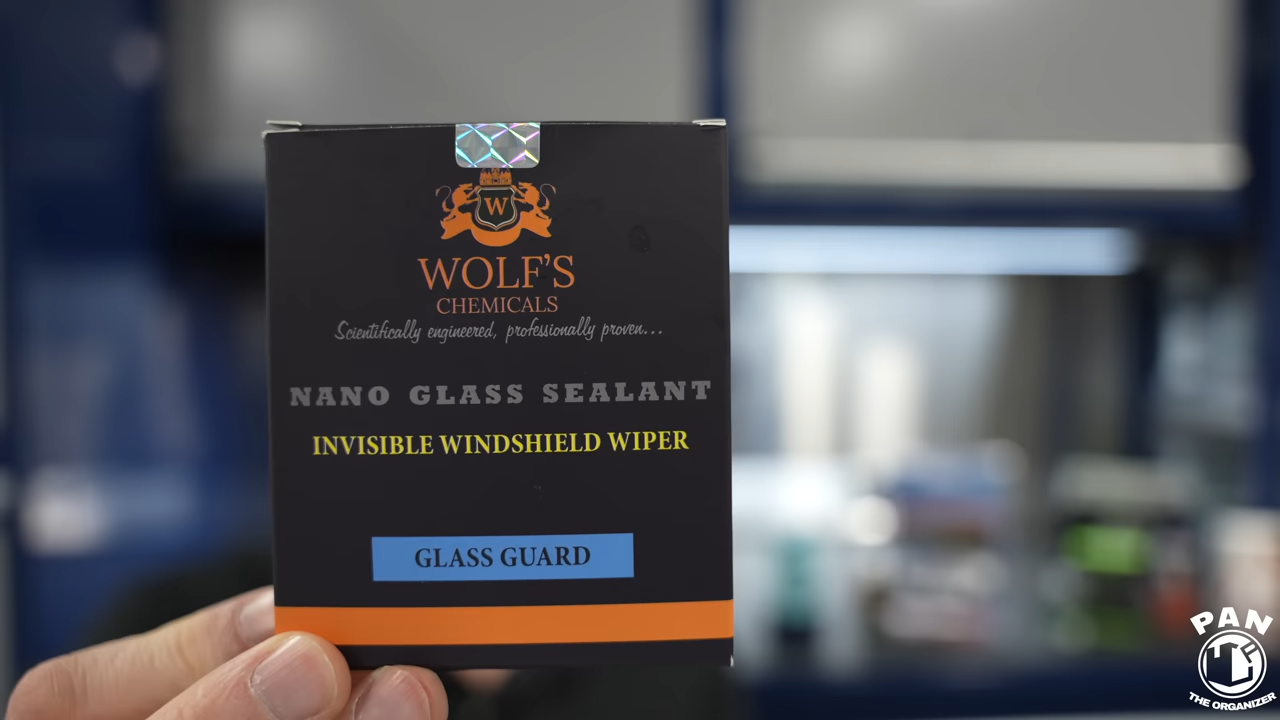 W
WOLF'S
CHEMICALS
Scientifically engineered, professionally proven...
NANO GLASS SEALANT
INVISIBLE WINDSHIELD WIPER
GLASS GUARD
PAN
THE ORGANIZER